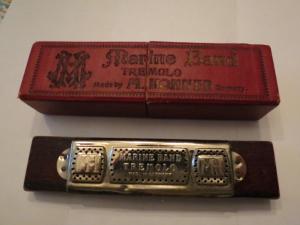 M
Marine Band
TREMOLO
Made by M. HOHNER Germany
MARINE BAND
TREMOLO